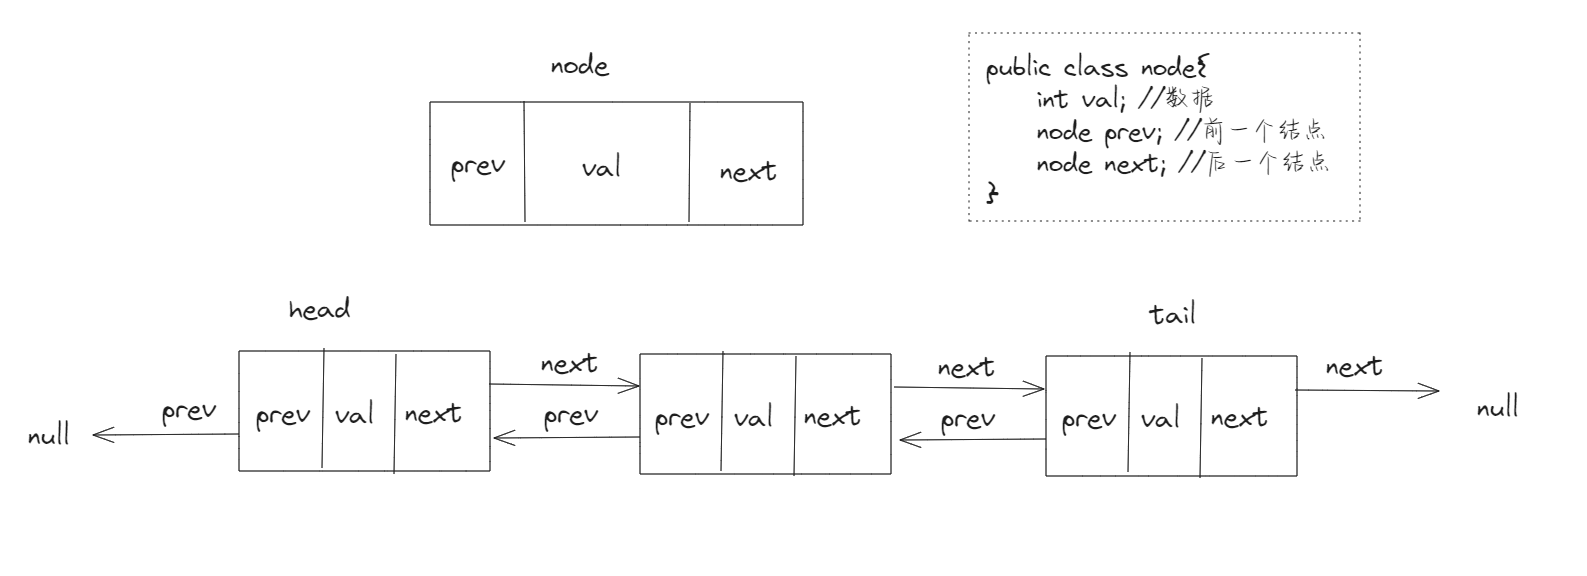 node
prev val next
public class node{
int val; //数据
node prev; //前一个结点
node next; //后一个结点
}
head
tail
next
next
next
prev
prev
prev
null
prev val next
prev val next
prev val next
null